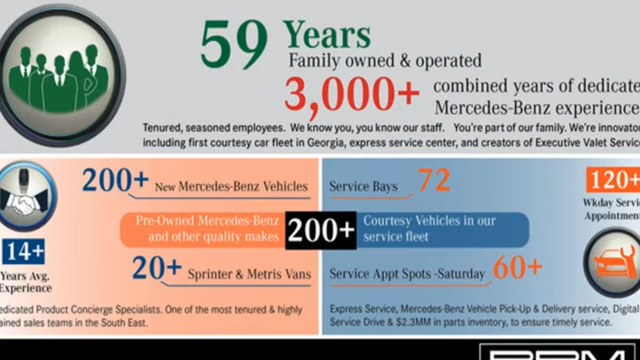 59 Years
Family owned & operated
3,000+ combined years of dedicate
Mercedes-Benz experience
Tenured, seasoned employees. We know you, you know our staff. You're part of our family. We're innovato
including first courtesy car fleet in Georgia, express service center, and creators of Executive Valet Servic
200+ New Mercedes-Benz Vehicles
Pre-Owned Mercedes-Benz
and other quality makes
14+
Years Avg.
Experience
20+ Sprinter & Metris Vans
edicated Product Concierge Specialists. One of the most tenured & highly
ained sales teams in the South East.
200+
Service Bays 72
Courtesy Vehicles in our
service fleet
Service Appt Spots -Saturday 60+
120+
Wkday Servic
Appointment
Express Service, Mercedes-Benz Vehicle Pick-Up & Delivery service, Digital
Service Drive & $2.3MM in parts inventory, to ensure timely service.